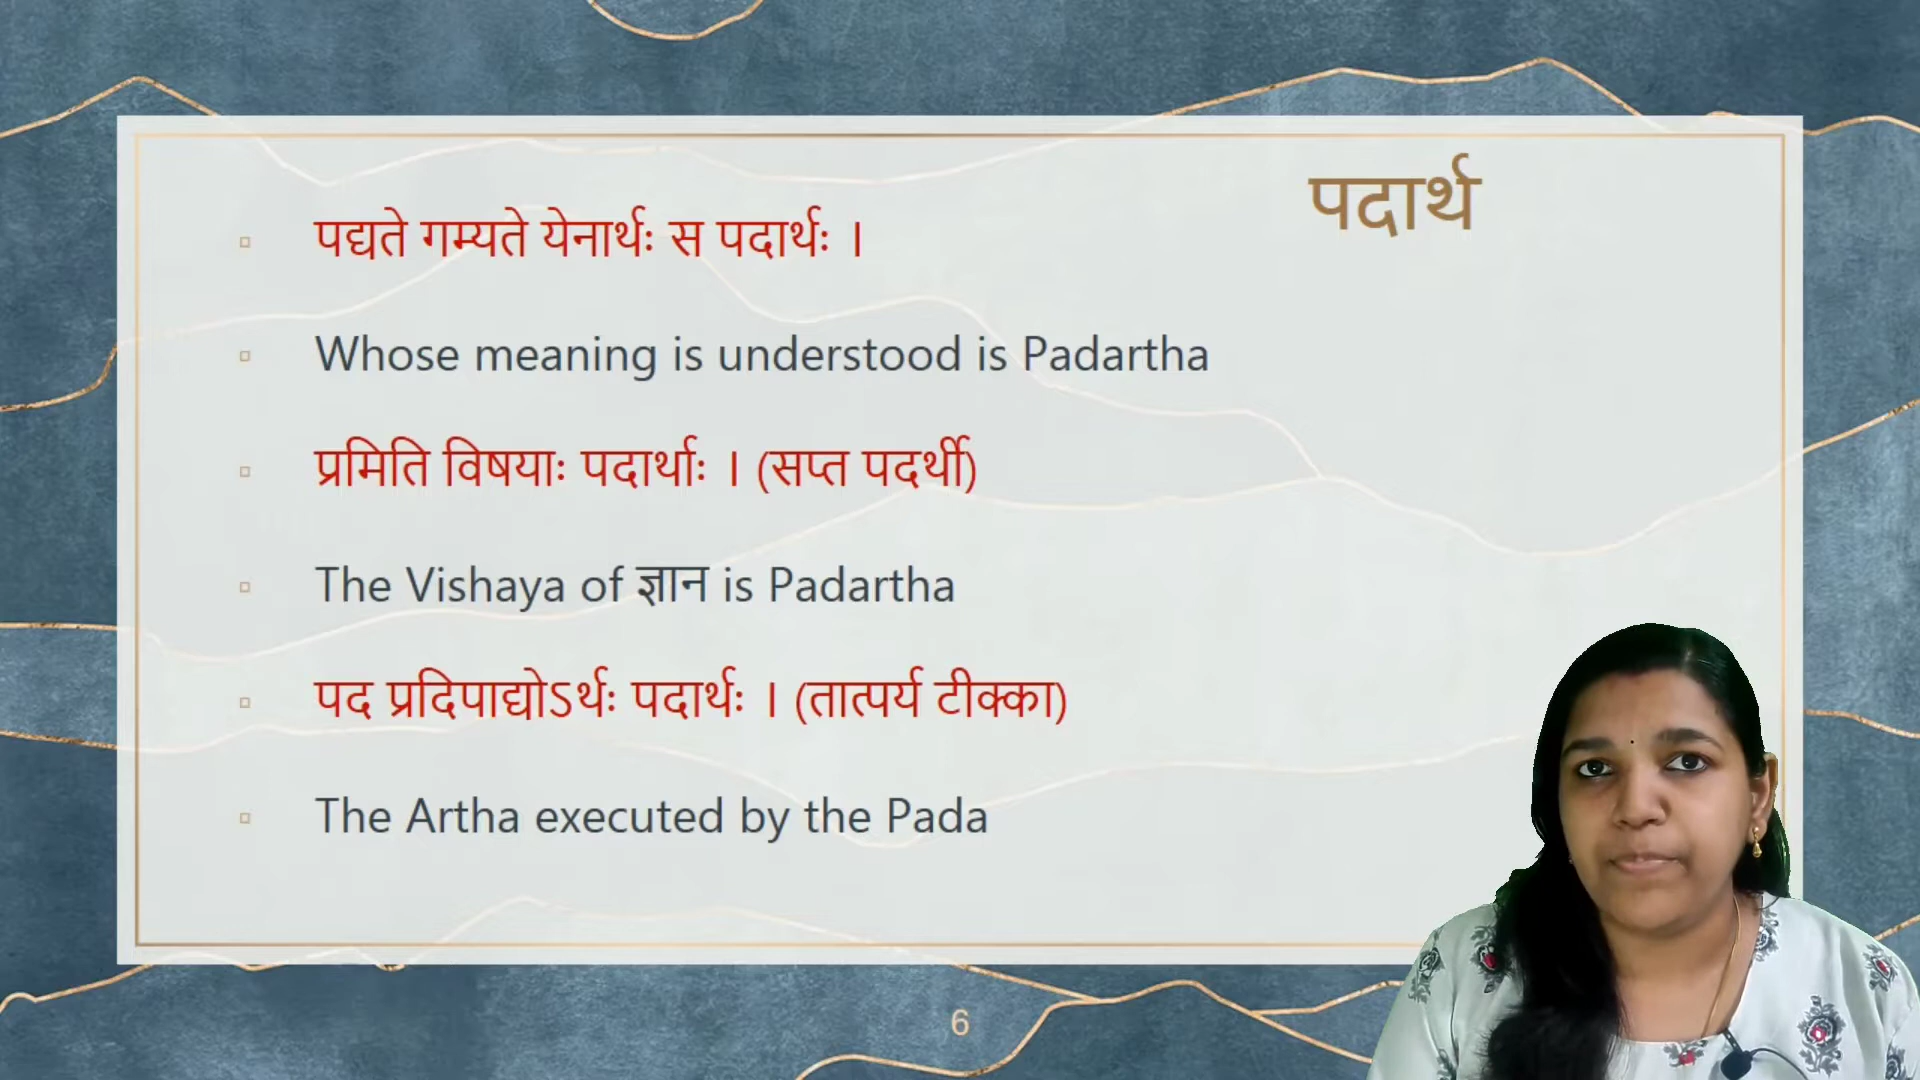 पदार्थ
पद्यते गम्यते येनार्थः स पदार्थः ।
Whose meaning is understood is Padartha
प्रमिति विषयाः पदार्थाः । (सप्त पदर्थी)
The Vishaya of ज्ञान is Padartha
पद प्रदिपाद्योऽर्थः पदार्थः । (तात्पर्य टीक्का)
The Artha executed by the Pada
6